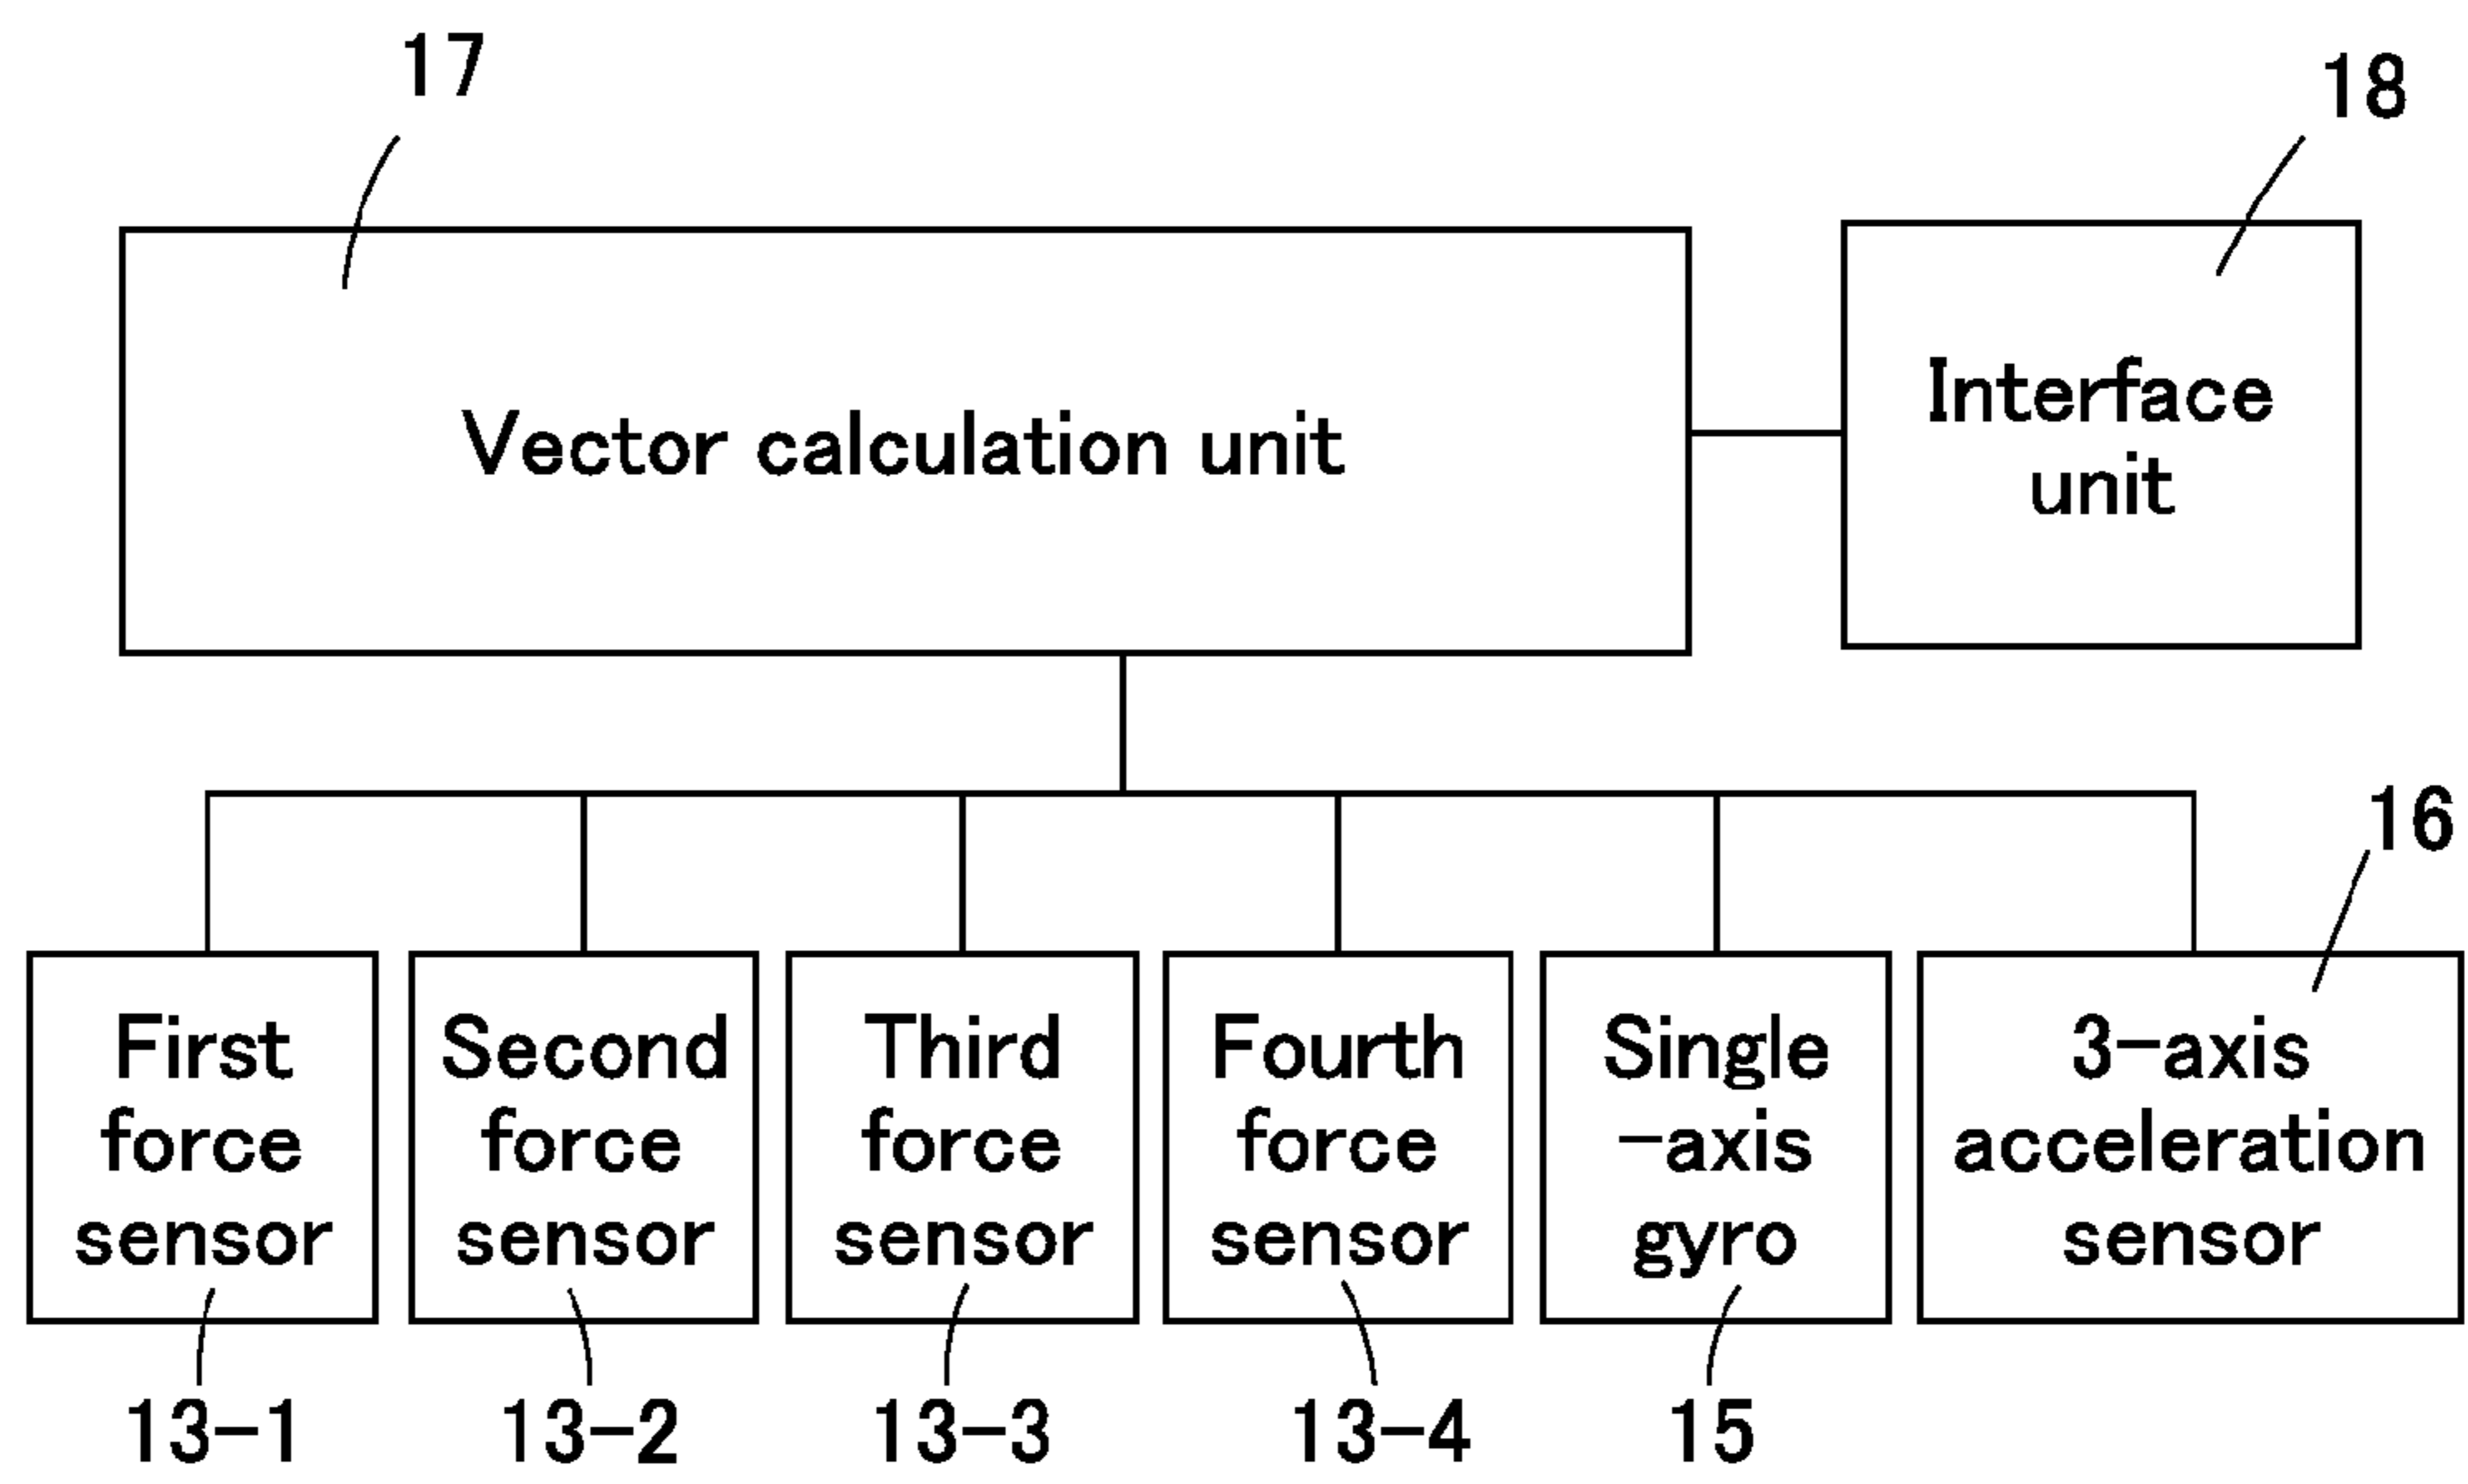 17
18
Vector calculation unit
Interface
unit
16
First
force
sensor
Second
force
sensor
Third
force
sensor
Fourth
force
sensor
Single
-axis
gyro
3-axis
acceleration
sensor
13-1
13-2
13-3
13-4
15